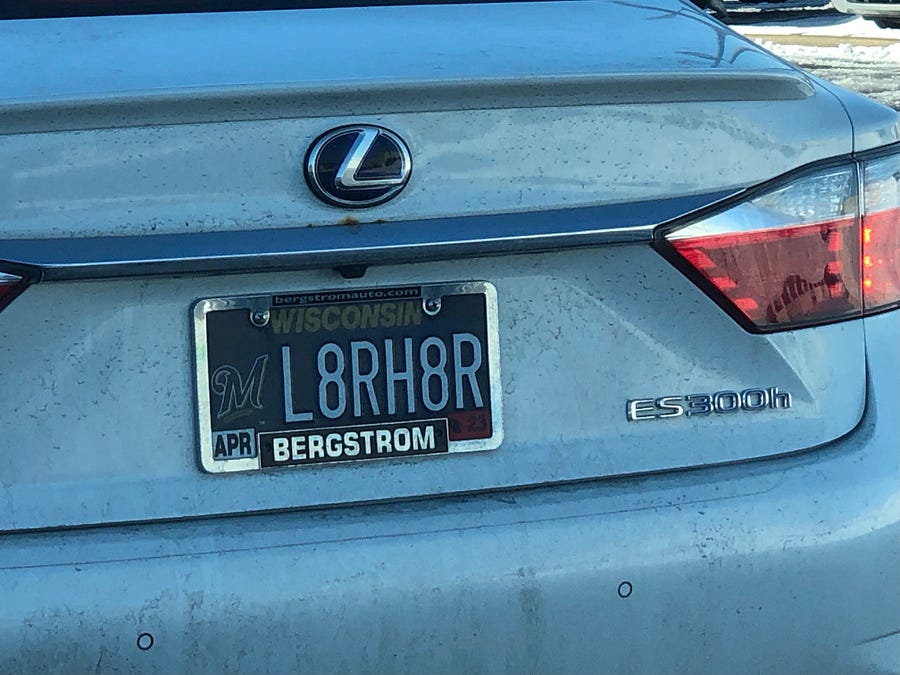 bergstromauto.com
WISCONSIN
M L8RH8R
APR 23
BERGSTROM
ES300h